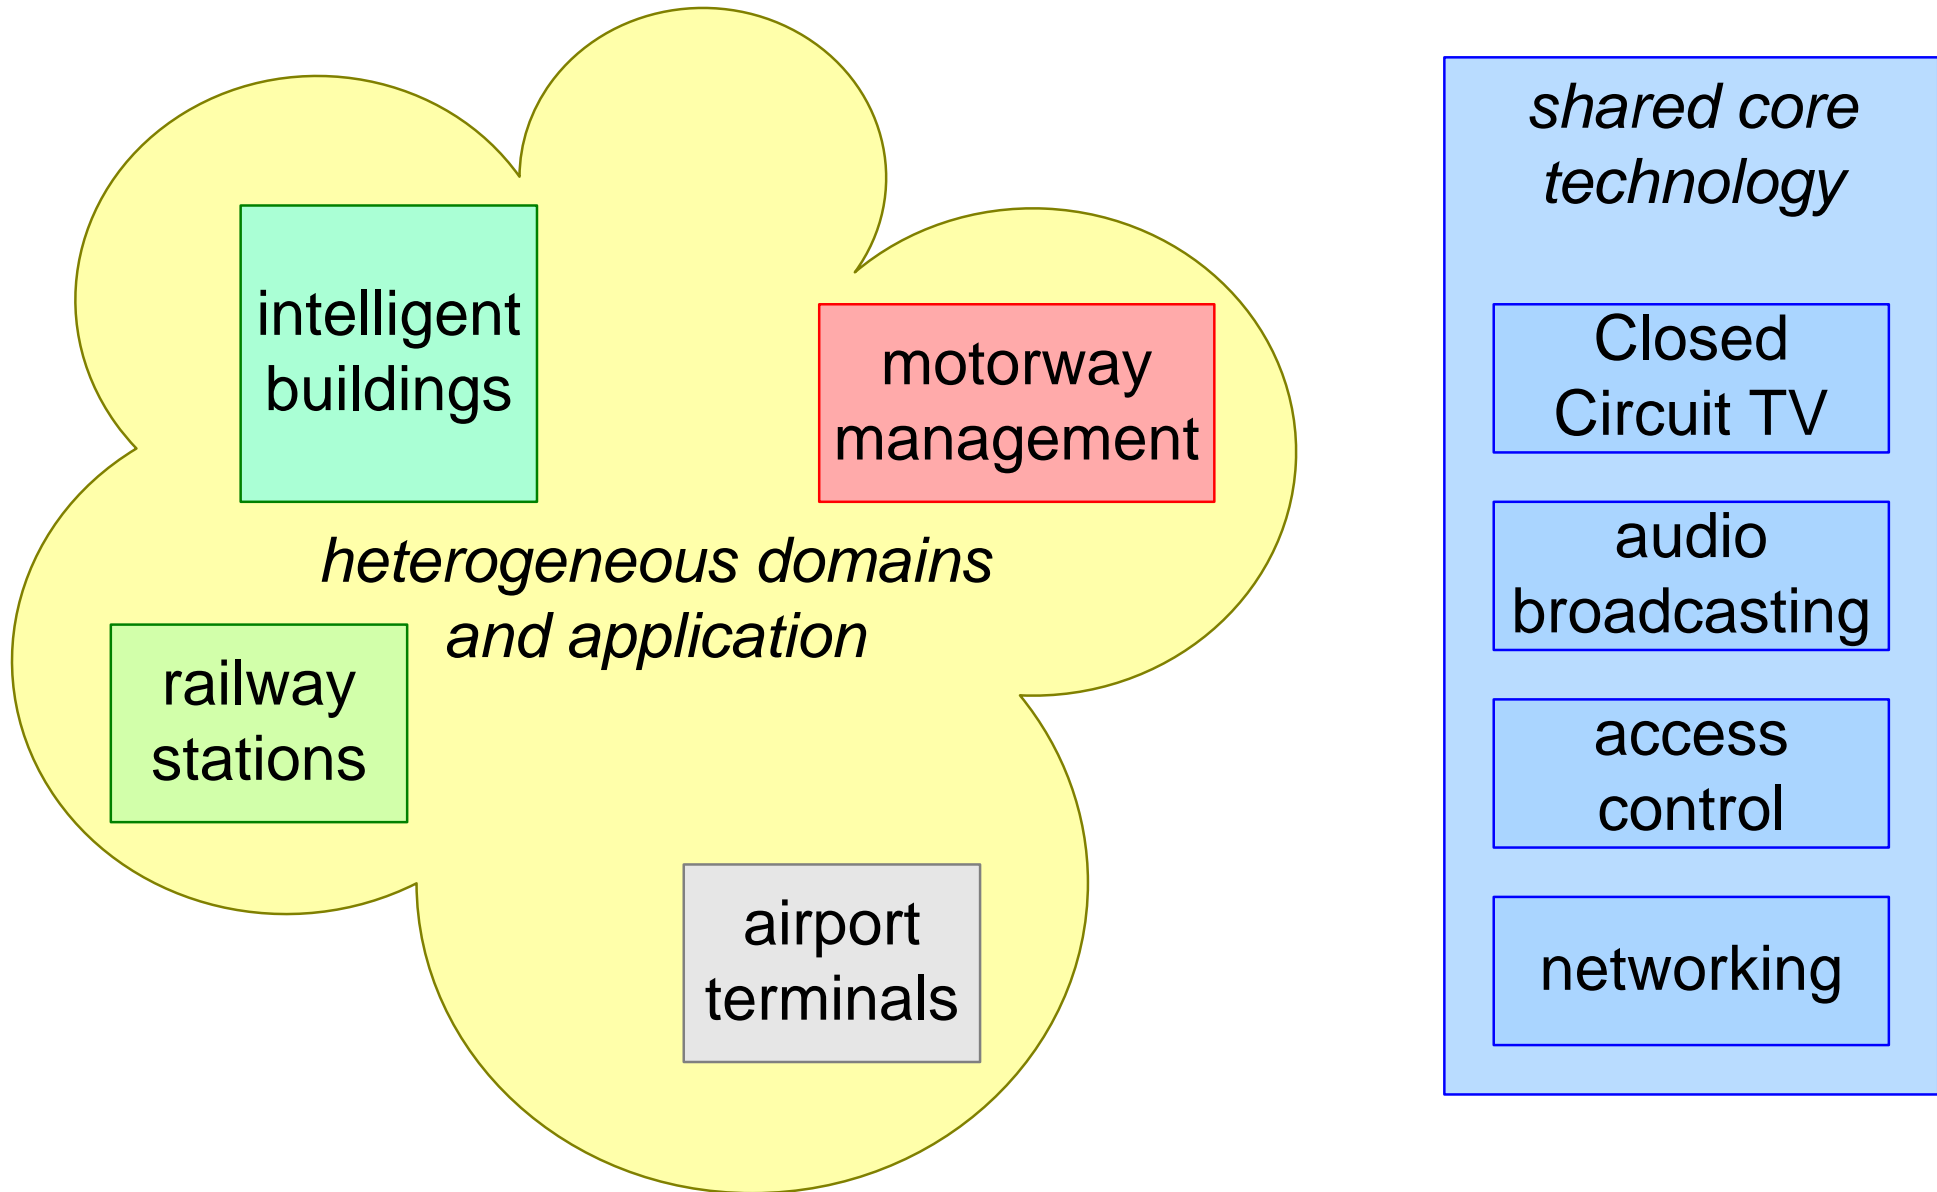 intelligent
buildings
motorway
management
heterogeneous domains
and application
railway
stations
airport
terminals
shared core
technology
Closed
Circuit TV
audio
broadcasting
access
control
networking